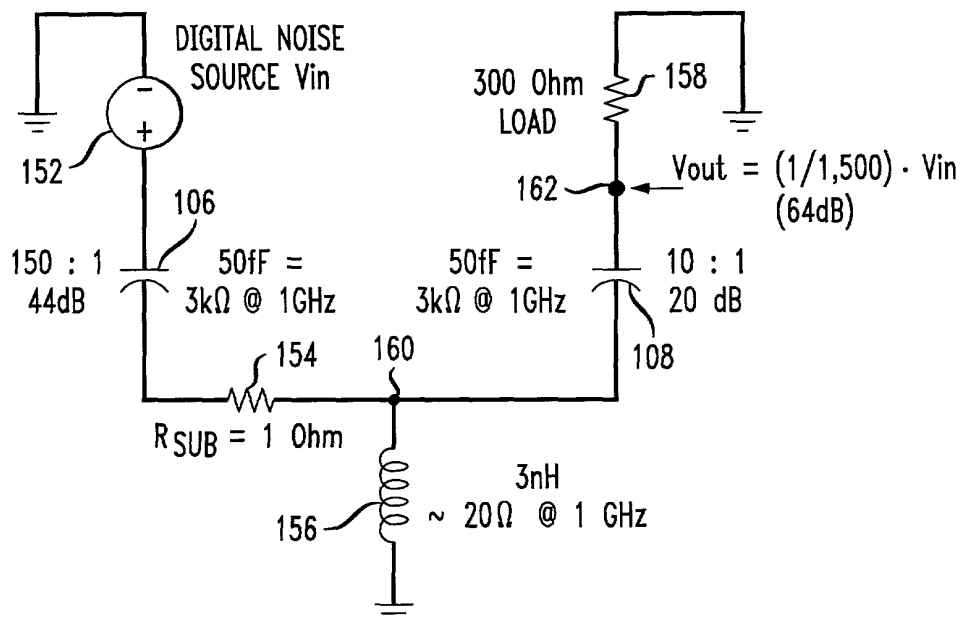 DIGITAL NOISE
SOURCE Vin
−
+
152
300 Ohm
LOAD
158
162
Vout = (1/1,500) · Vin
(64dB)
106
150 : 1
44dB
50fF =
3kΩ @ 1GHz
50fF =
3kΩ @ 1GHz
10 : 1
20 dB
108
154
160
RSUB = 1 Ohm
156
3nH
~ 20Ω @ 1 GHz